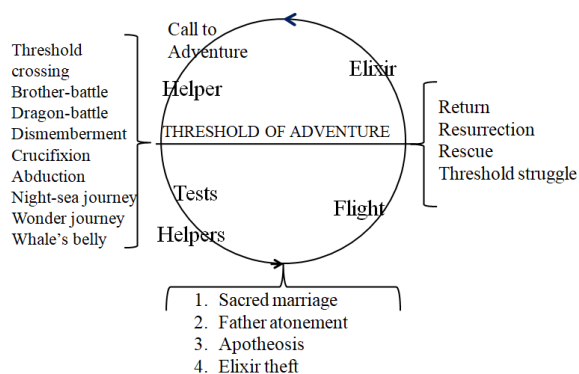 Call to
Adventure
Helper
Elixir
THRESHOLD OF ADVENTURE
Threshold
crossing
Brother-battle
Dragon-battle
Dismemberment
Crucifixion
Abduction
Night-sea journey
Wonder journey
Whale's belly
Return
Resurrection
Rescue
Threshold struggle
Tests
Helpers
Flight
1. Sacred marriage
2. Father atonement
3. Apotheosis
4. Elixir theft